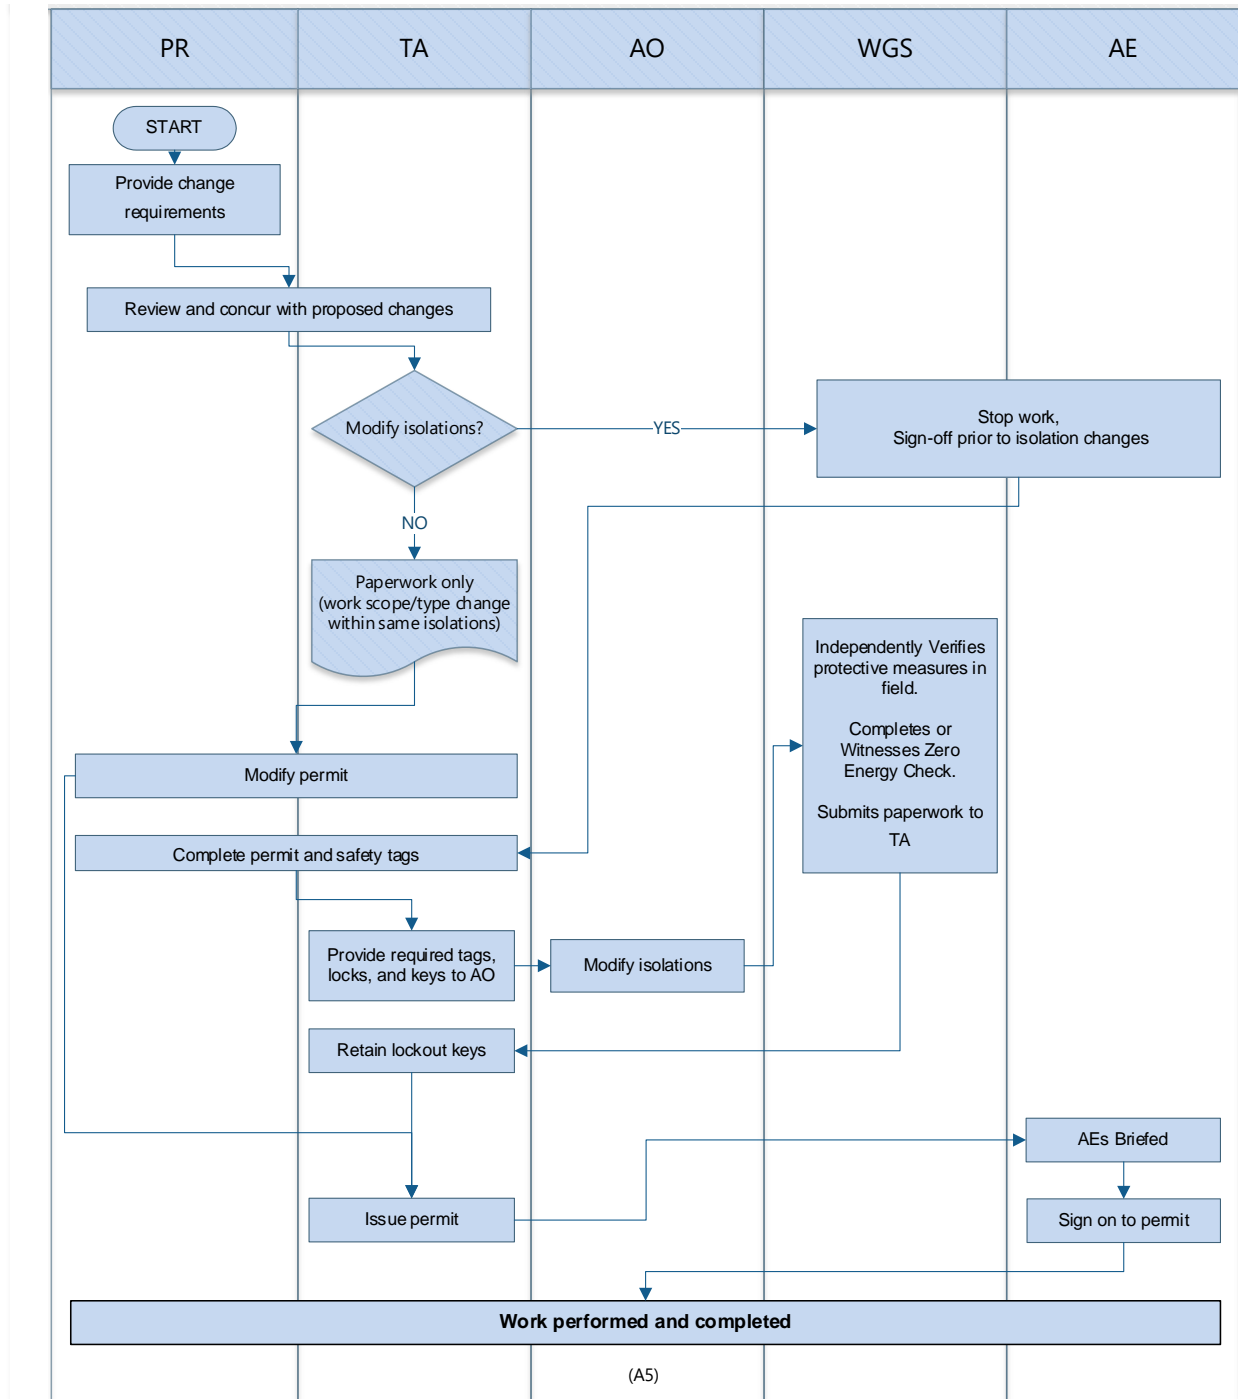 PR
TA
AO
WGS
AE
START
Provide change
requirements
Review and concur with proposed changes
Modify isolations?
YES
Stop work,
Sign-off prior to isolation changes
NO
Paperwork only
(work scope/type change
within same isolations)
Independently Verifies
protective measures in
field.
Completes or
Witnesses Zero
Energy Check.
Submits paperwork to
TA
Modify permit
Complete permit and safety tags
Provide required tags,
locks, and keys to AO
Modify isolations
Retain lockout keys
AEs Briefed
Issue permit
Sign on to permit
Work performed and completed
(A5)